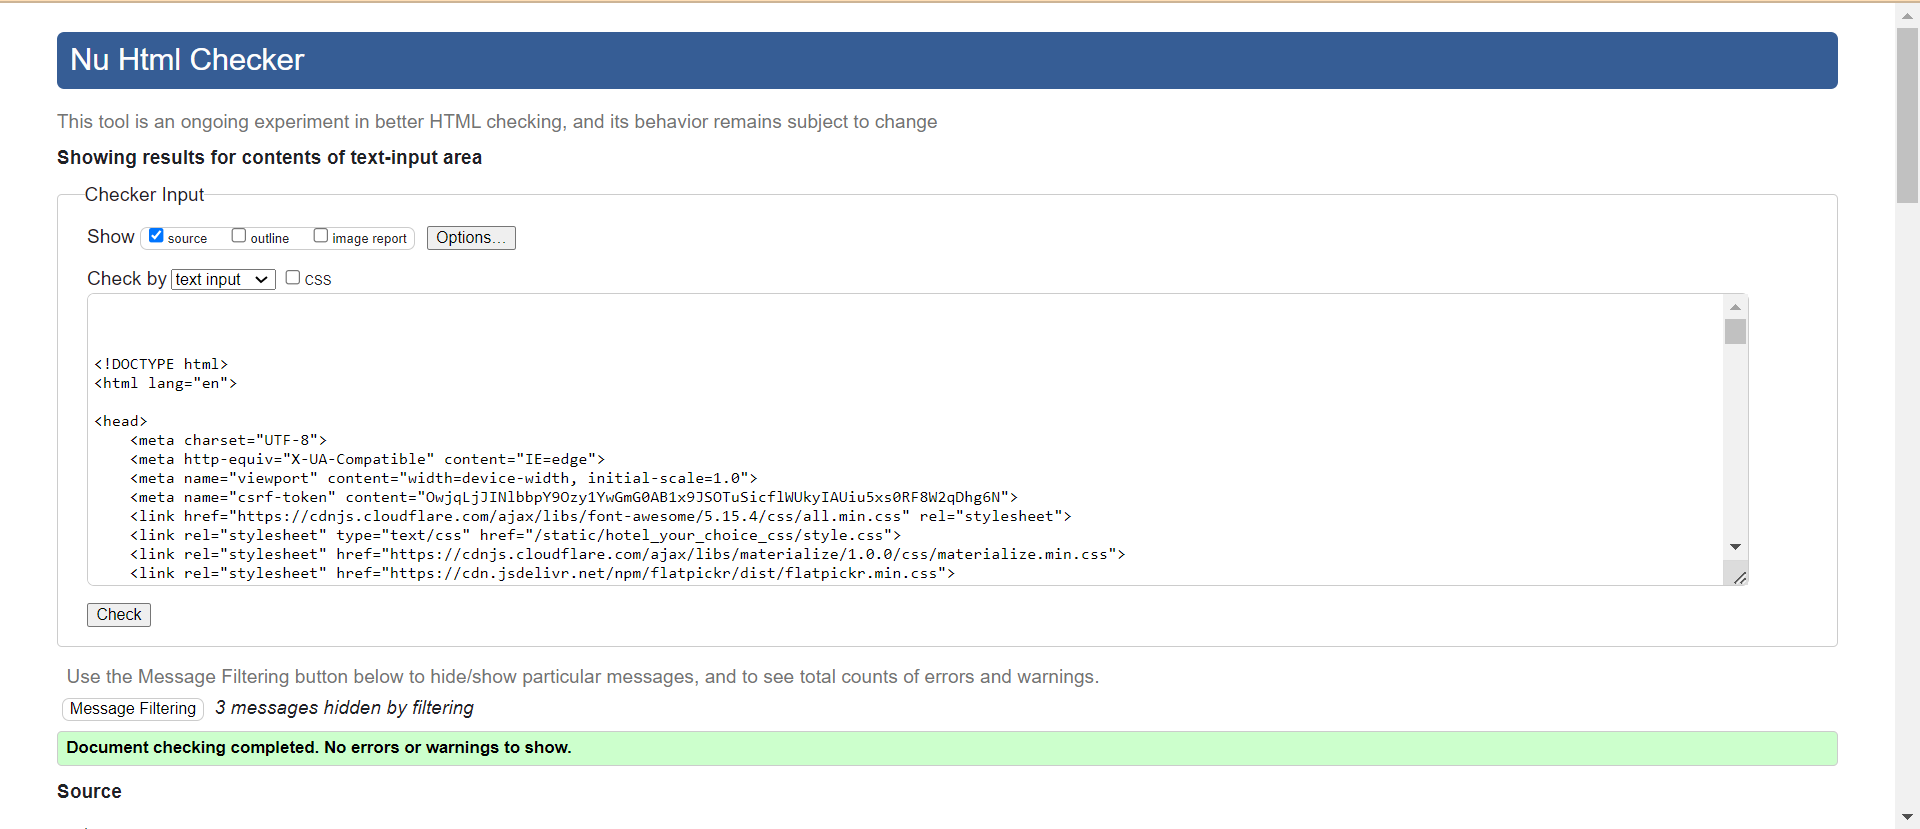 Nu Html Checker
This tool is an ongoing experiment in better HTML checking, and its behavior remains subject to change
Showing results for contents of text-input area
Checker Input
Show source outline image report Options...
Check by text input CSS
<!DOCTYPE html>
<html lang="en">
<head>
<meta charset="UTF-8">
<meta http-equiv="X-UA-Compatible" content="IE=edge">
<meta name="viewport" content="width=device-width, initial-scale=1.0">
<meta name="csrf-token" content="OwjqLjJINlbbpY9Ozy1YwGmG0AB1x9JSOTuSicflWUkyIAUiu5xs0RF8W2qDhg6N">
<link href="https://cdnjs.cloudflare.com/ajax/libs/font-awesome/5.15.4/css/all.min.css" rel="stylesheet">
<link rel="stylesheet" type="text/css" href="/static/hotel_your_choice_css/style.css">
<link rel="stylesheet" href="https://cdnjs.cloudflare.com/ajax/libs/materialize/1.0.0/css/materialize.min.css">
<link rel="stylesheet" href="https://cdn.jsdelivr.net/npm/flatpickr/dist/flatpickr.min.css">
Check
Use the Message Filtering button below to hide/show particular messages, and to see total counts of errors and warnings.
Message Filtering 3 messages hidden by filtering
Document checking completed. No errors or warnings to show.
Source